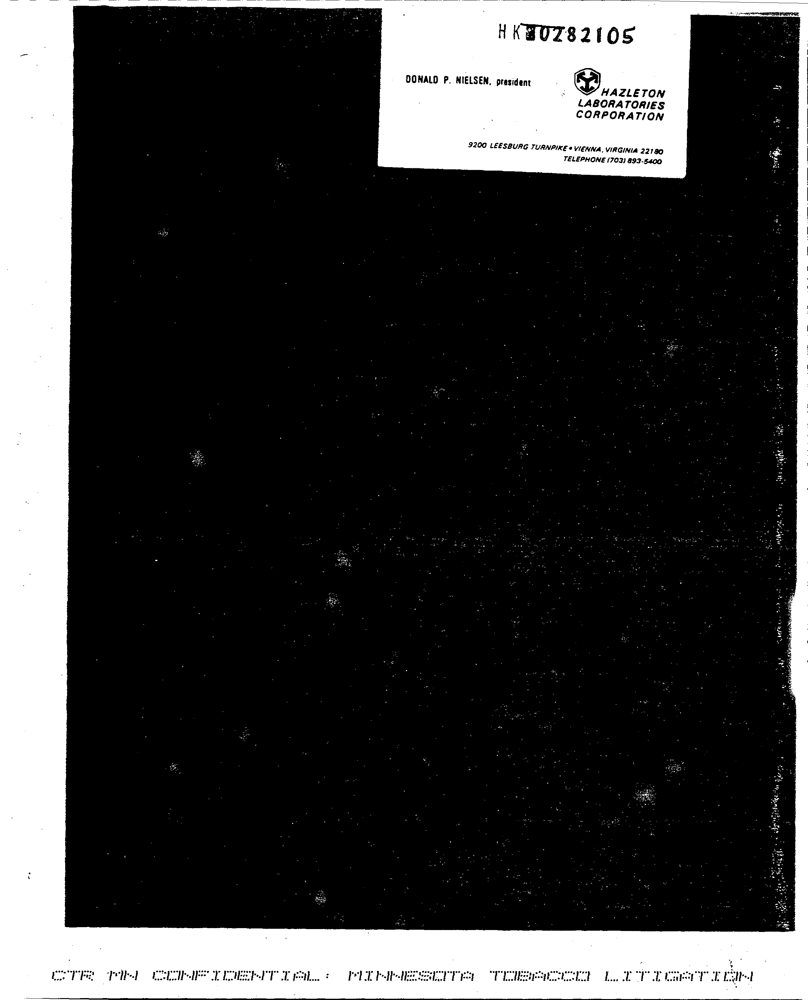 HK0282105
DONALD P. NIELSEN, president
HAZLETON
LABORATORIES
CORPORATION
9200 LEESBURG TURNPIKE • VIENNA, VIRGINIA 22180
TELEPHONE (703) 893-5400
CTR MN CONFIDENTIAL: MINNESOTA TOBACCO LITIGATION